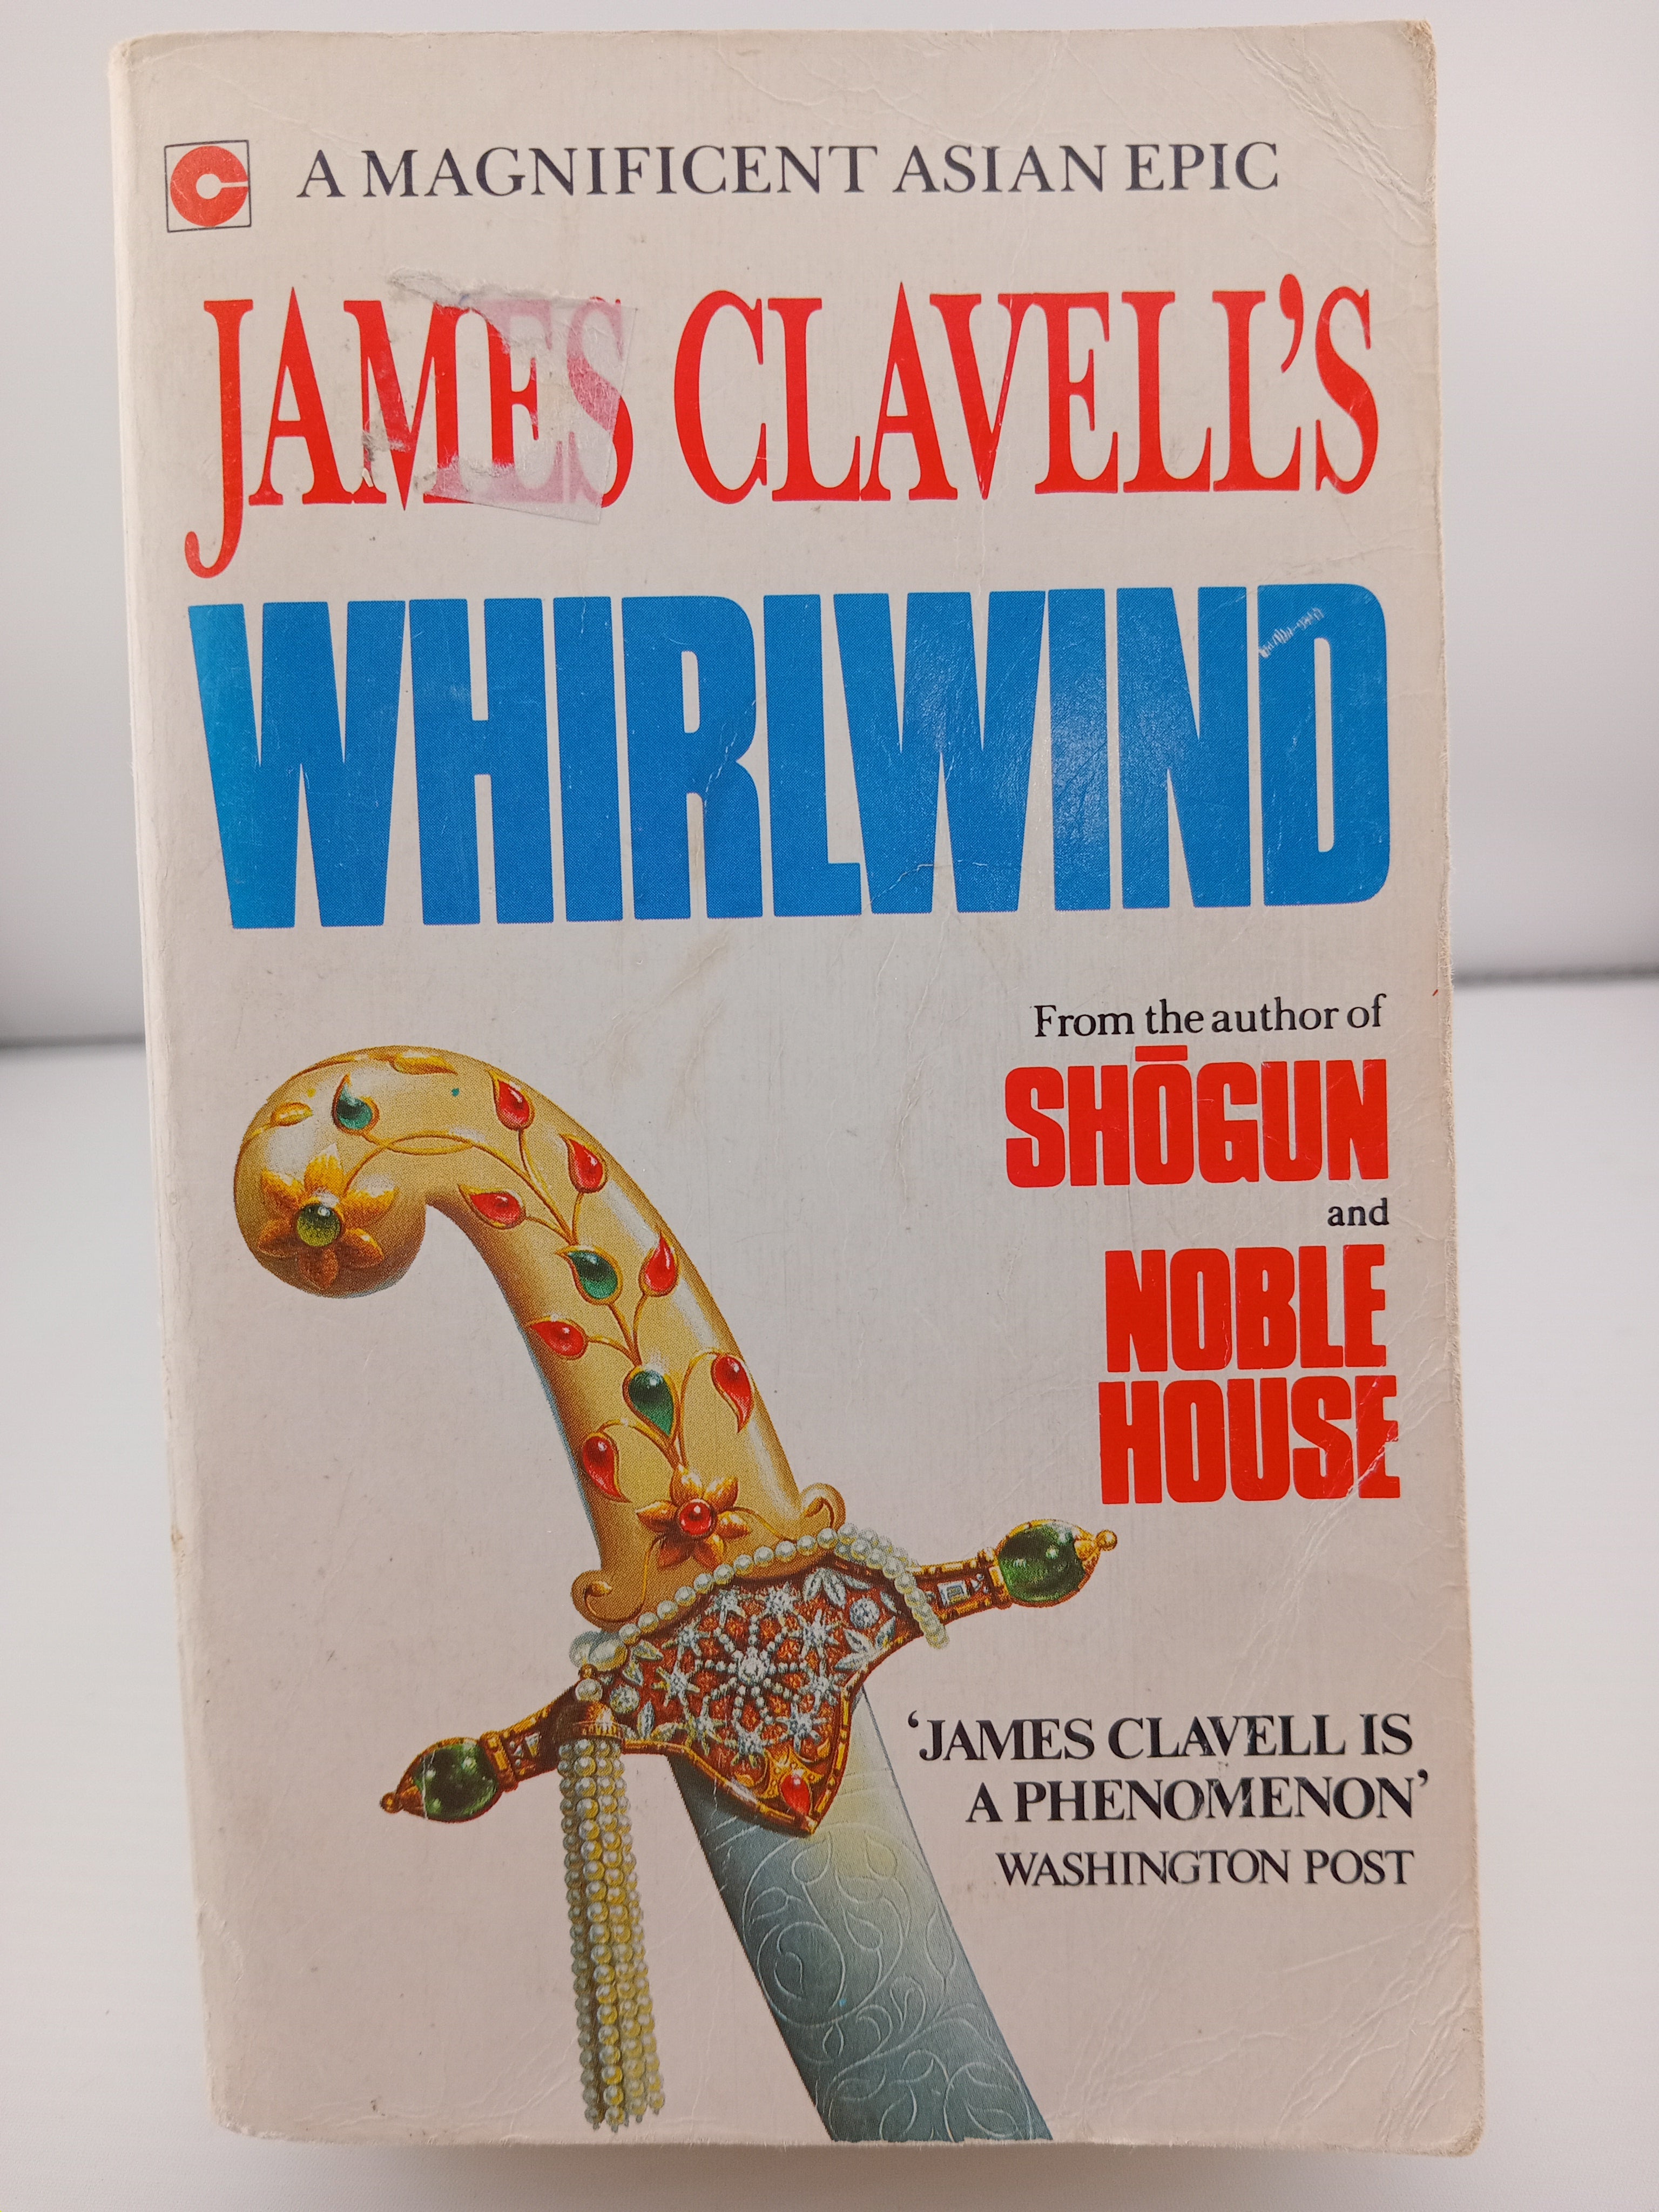 A MAGNIFICENT ASIAN EPIC
JAMES CLAVELL'S
WHIRLWIND
From the author of
SHŌGUN
and
NOBLE
HOUSE
‘JAMES CLAVELL IS
A PHENOMENON’
WASHINGTON POST